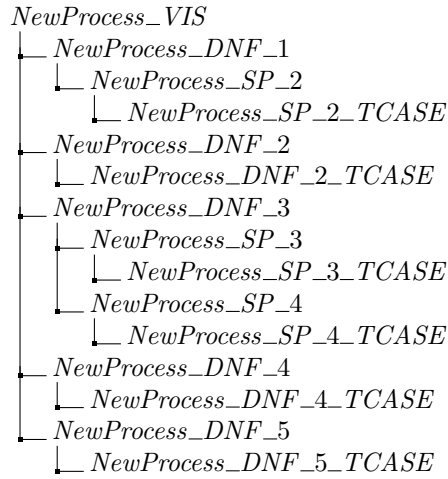 NewProcess_VIS
NewProcess_DNF_1
NewProcess_SP_2
NewProcess_SP_2_TCASE
NewProcess_DNF_2
NewProcess_DNF_2_TCASE
NewProcess_DNF_3
NewProcess_SP_3
NewProcess_SP_3_TCASE
NewProcess_SP_4
NewProcess_SP_4_TCASE
NewProcess_DNF_4
NewProcess_DNF_4_TCASE
NewProcess_DNF_5
NewProcess_DNF_5_TCASE